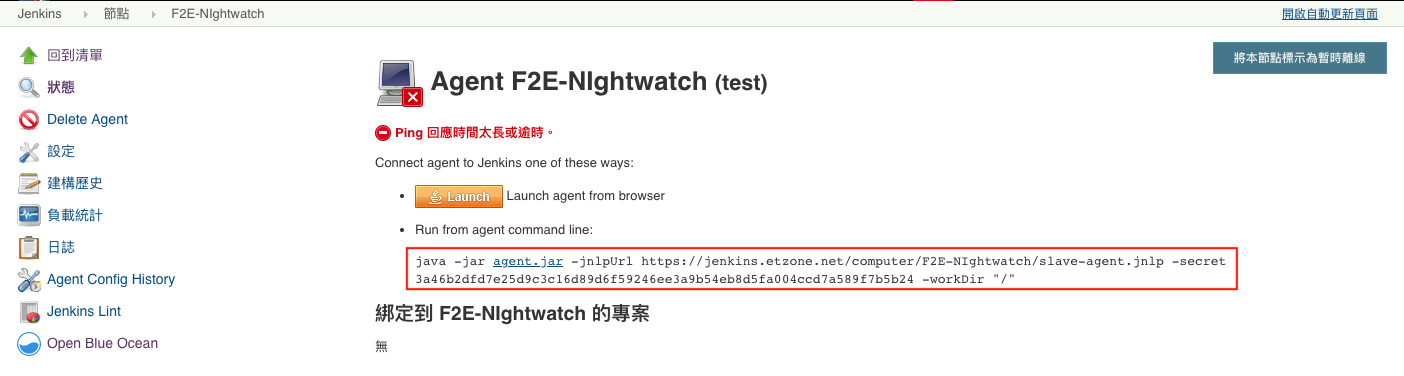 Jenkins 節點 F2E-NIghtwatch 開啟自動更新頁面
回到清單
狀態
Delete Agent
設定
建構歷史
負載統計
日誌
Agent Config History
Jenkins Lint
Open Blue Ocean
將本節點標示為暫時離線
Agent F2E-NIghtwatch (test)
Ping 回應時間太長或逾時。
Connect agent to Jenkins one of these ways:
• Launch Launch agent from browser
• Run from agent command line:
java -jar agent.jar -jnlpUrl https://jenkins.etzone.net/computer/F2E-NIghtwatch/slave-agent.jnlp -secret
3a46b2dfd7e25d9c3c16d89d6f59246ee3a9b54eb8d5fa004ccd7a589f7b5b24 -workDir "/"
綁定到 F2E-NIghtwatch 的專案
無